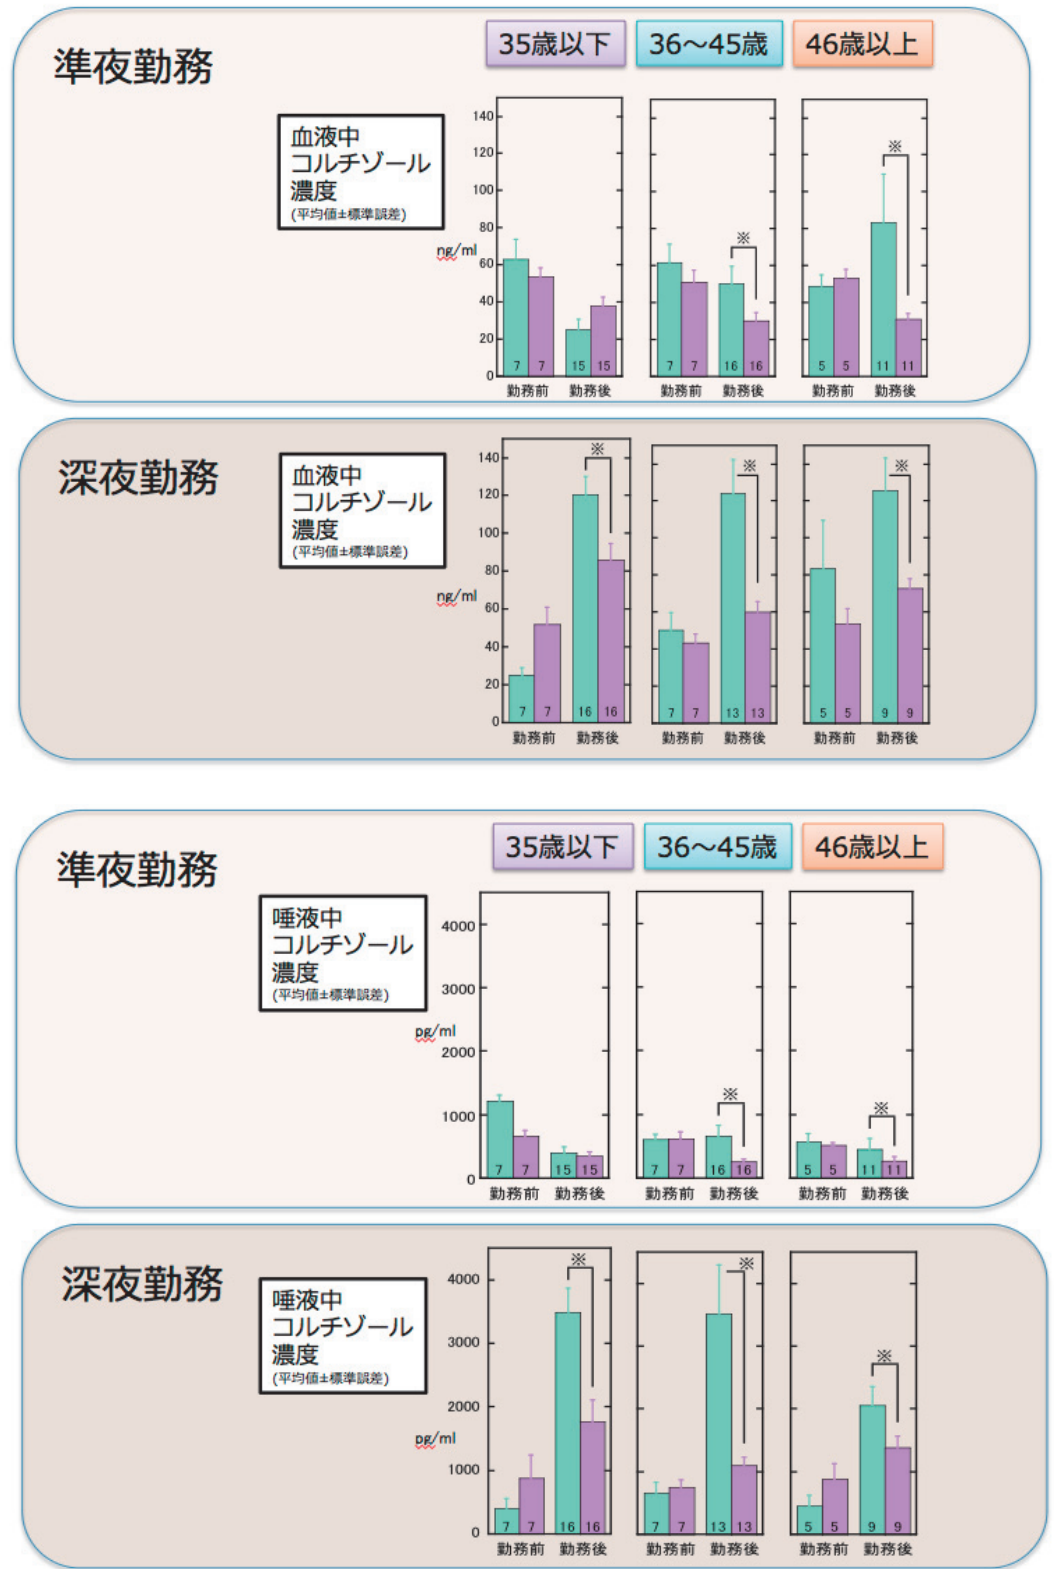 35歳以下 36〜45歳 46歳以上
準夜勤務
血液中
コルチゾール
濃度
(平均値±標準誤差)
ng/ml
140
120
100
80
60
40
20
0
※
※
7 7 15 15
7 7 16 16
5 5 11 11
勤務前 勤務後
勤務前 勤務後
勤務前 勤務後
深夜勤務
血液中
コルチゾール
濃度
(平均値±標準誤差)
ng/ml
140
120
100
80
60
40
20
0
※
※
※
7 7 16 16
7 7 13 13
5 5 9 9
勤務前 勤務後
勤務前 勤務後
勤務前 勤務後
35歳以下 36〜45歳 46歳以上
準夜勤務
唾液中
コルチゾール
濃度
(平均値±標準誤差)
pg/ml
4000
3000
2000
1000
0
※
※
7 7 15 15
7 7 16 16
5 5 11 11
勤務前 勤務後
勤務前 勤務後
勤務前 勤務後
深夜勤務
唾液中
コルチゾール
濃度
(平均値±標準誤差)
pg/ml
4000
3000
2000
1000
0
※
※
※
7 7 16 16
7 7 13 13
5 5 9 9
勤務前 勤務後
勤務前 勤務後
勤務前 勤務後